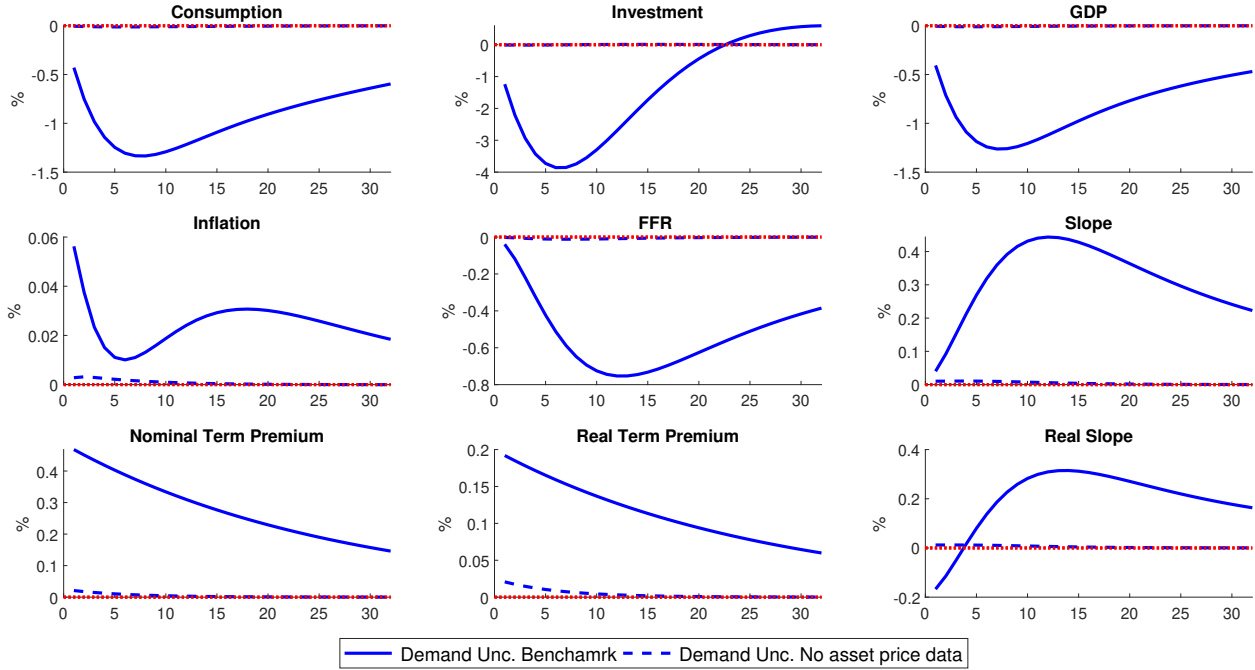 Consumption
Investment
GDP
0
-0.5
-1
-1.5
%
0 5 10 15 20 25 30
0
-1
-2
-3
-4
%
0 5 10 15 20 25 30
0
-0.5
-1
-1.5
%
0 5 10 15 20 25 30
Inflation
FFR
Slope
0.06
0.04
0.02
0
%
0 5 10 15 20 25 30
0
-0.2
-0.4
-0.6
-0.8
%
0 5 10 15 20 25 30
0.4
0.3
0.2
0.1
0
%
0 5 10 15 20 25 30
Nominal Term Premium
Real Term Premium
Real Slope
0.4
0.3
0.2
0.1
0
%
0 5 10 15 20 25 30
0.2
0.15
0.1
0.05
0
%
0 5 10 15 20 25 30
0.4
0.2
0
-0.2
%
0 5 10 15 20 25 30
Demand Unc. Benchamrk Demand Unc. No asset price data